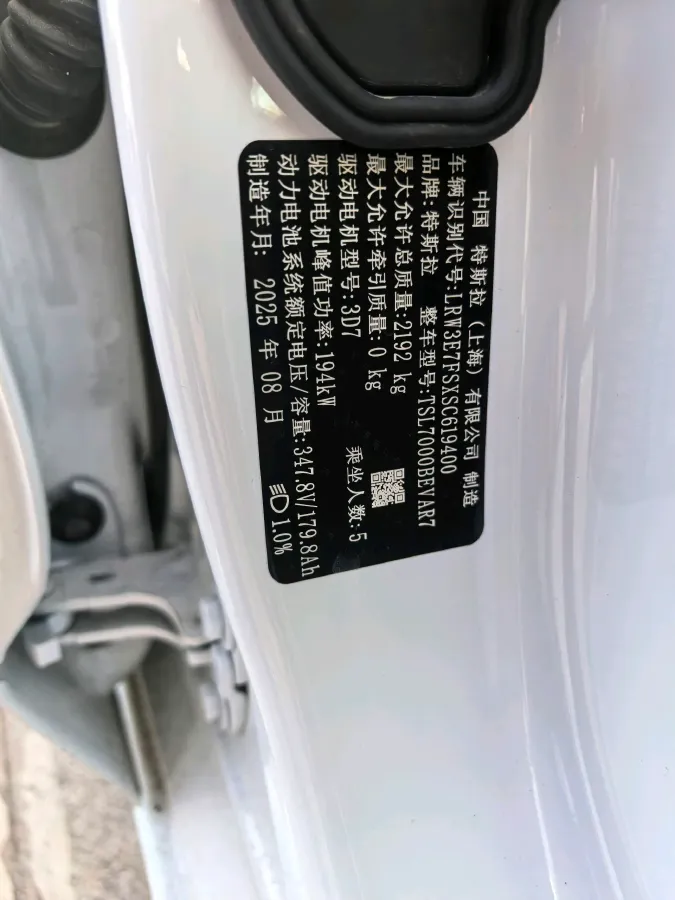 中国 特斯拉（上海）有限公司 制造
车辆识别代号:LRW3E7FSXSC619400
品牌:特斯拉 整车型号:TSL7000BEVAR7
最大允许总质量:2192 kg
最大允许牵引质量:0 kg
驱动电机型号:3D7 乘坐人数:5
驱动电机峰值功率:194kW
动力电池系统额定电压/容量:347.8V/179.8Ah
制造年月: 2025 年 08 月 1.0%